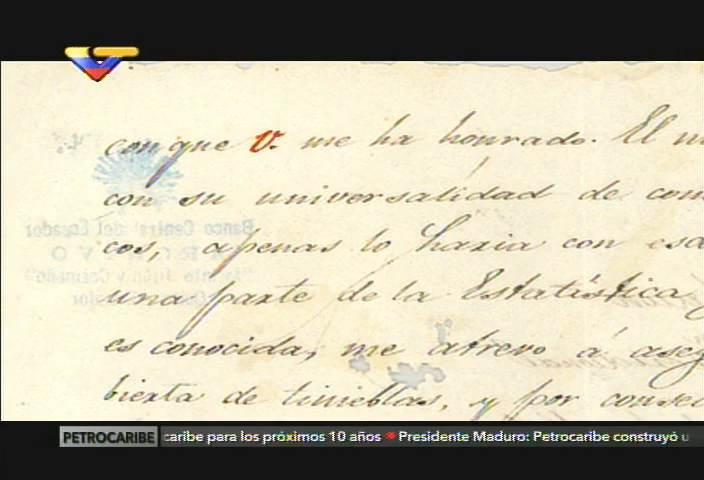 con que V. me ha honrado. El
con su universalidad de
cos, apenas lo haria con
una parte de la Estatística
es conocida, me atrevo á
bierta de tinieblas, y por
Banco Central del Ecuador
PETROCARIBE caribe para los próximos 10 años Presidente Maduro: Petrocaribe construyó